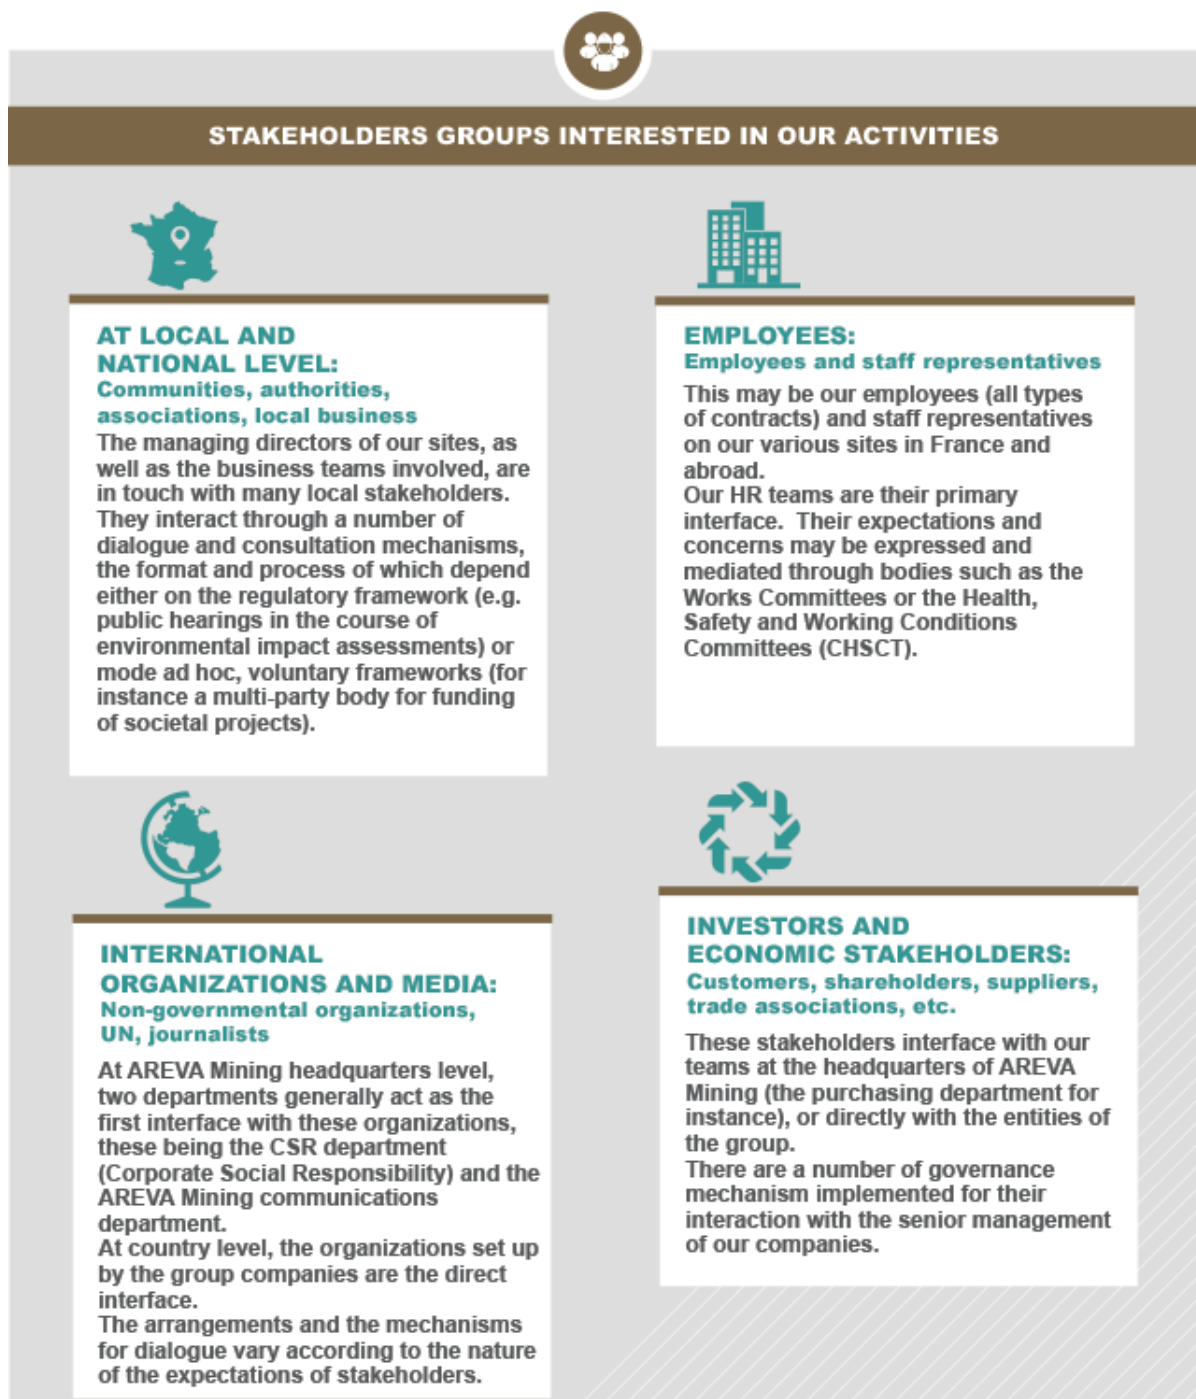 STAKEHOLDERS GROUPS INTERESTED IN OUR ACTIVITIES
AT LOCAL AND
NATIONAL LEVEL:
Communities, authorities,
associations, local business
The managing directors of our sites, as
well as the business teams involved, are
in touch with many local stakeholders.
They interact through a number of
dialogue and consultation mechanisms,
the format and process of which depend
either on the regulatory framework (e.g.
public hearings in the course of
environmental impact assessments) or
mode ad hoc, voluntary frameworks (for
instance a multi-party body for funding
of societal projects).
EMPLOYEES:
Employees and staff representatives
This may be our employees (all types
of contracts) and staff representatives
on our various sites in France and
abroad.
Our HR teams are their primary
interface.  Their expectations and
concerns may be expressed and
mediated through bodies such as the
Works Committees or the Health,
Safety and Working Conditions
Committees (CHSCT).
INTERNATIONAL
ORGANIZATIONS AND MEDIA:
Non-governmental organizations,
UN, journalists
At AREVA Mining headquarters level,
two departments generally act as the
first interface with these organizations,
these being the CSR department
(Corporate Social Responsibility) and the
AREVA Mining communications
department.
At country level, the organizations set up
by the group companies are the direct
interface.
The arrangements and the mechanisms
for dialogue vary according to the nature
of the expectations of stakeholders.
INVESTORS AND
ECONOMIC STAKEHOLDERS:
Customers, shareholders, suppliers,
trade associations, etc.
These stakeholders interface with our
teams at the headquarters of AREVA
Mining (the purchasing department for
instance), or directly with the entities of
the group.
There are a number of governance
mechanism implemented for their
interaction with the senior management
of our companies.